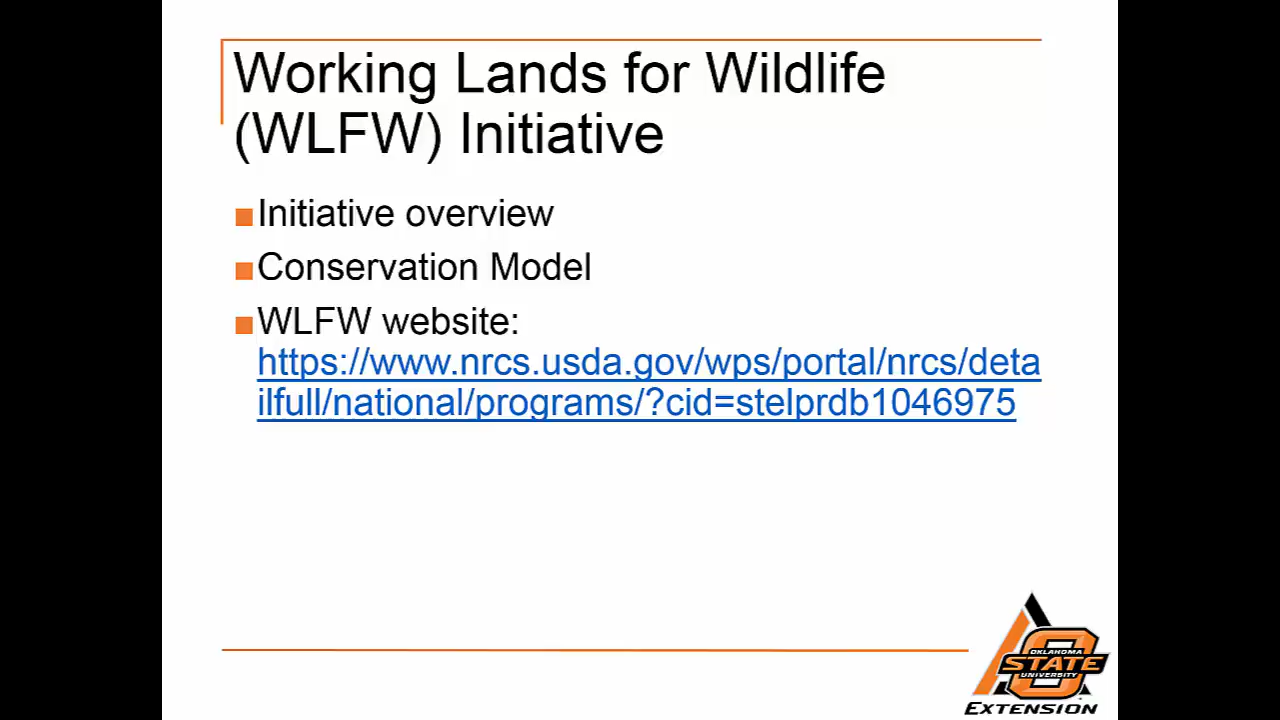 Working Lands for Wildlife
(WLFW) Initiative
Initiative overview
Conservation Model
WLFW website:
https://www.nrcs.usda.gov/wps/portal/nrcs/deta
ilfull/national/programs/?cid=stelprdb1046975
OKLAHOMA
STATE
UNIVERSITY
EXTENSION